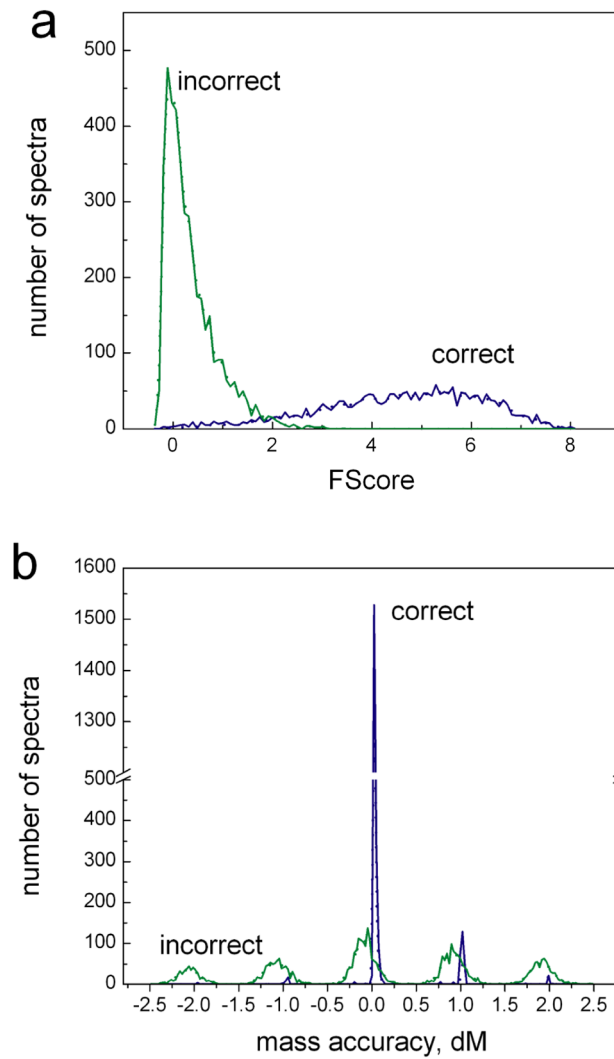 a
500
400
300
200
100
0
number of spectra
incorrect
correct
0 2 4 6 8
FScore
b
1600
1500
1400
1300
500
400
300
200
100
0
number of spectra
correct
incorrect
-2.5 -2.0 -1.5 -1.0 -0.5 0.0 0.5 1.0 1.5 2.0 2.5
mass accuracy, dM